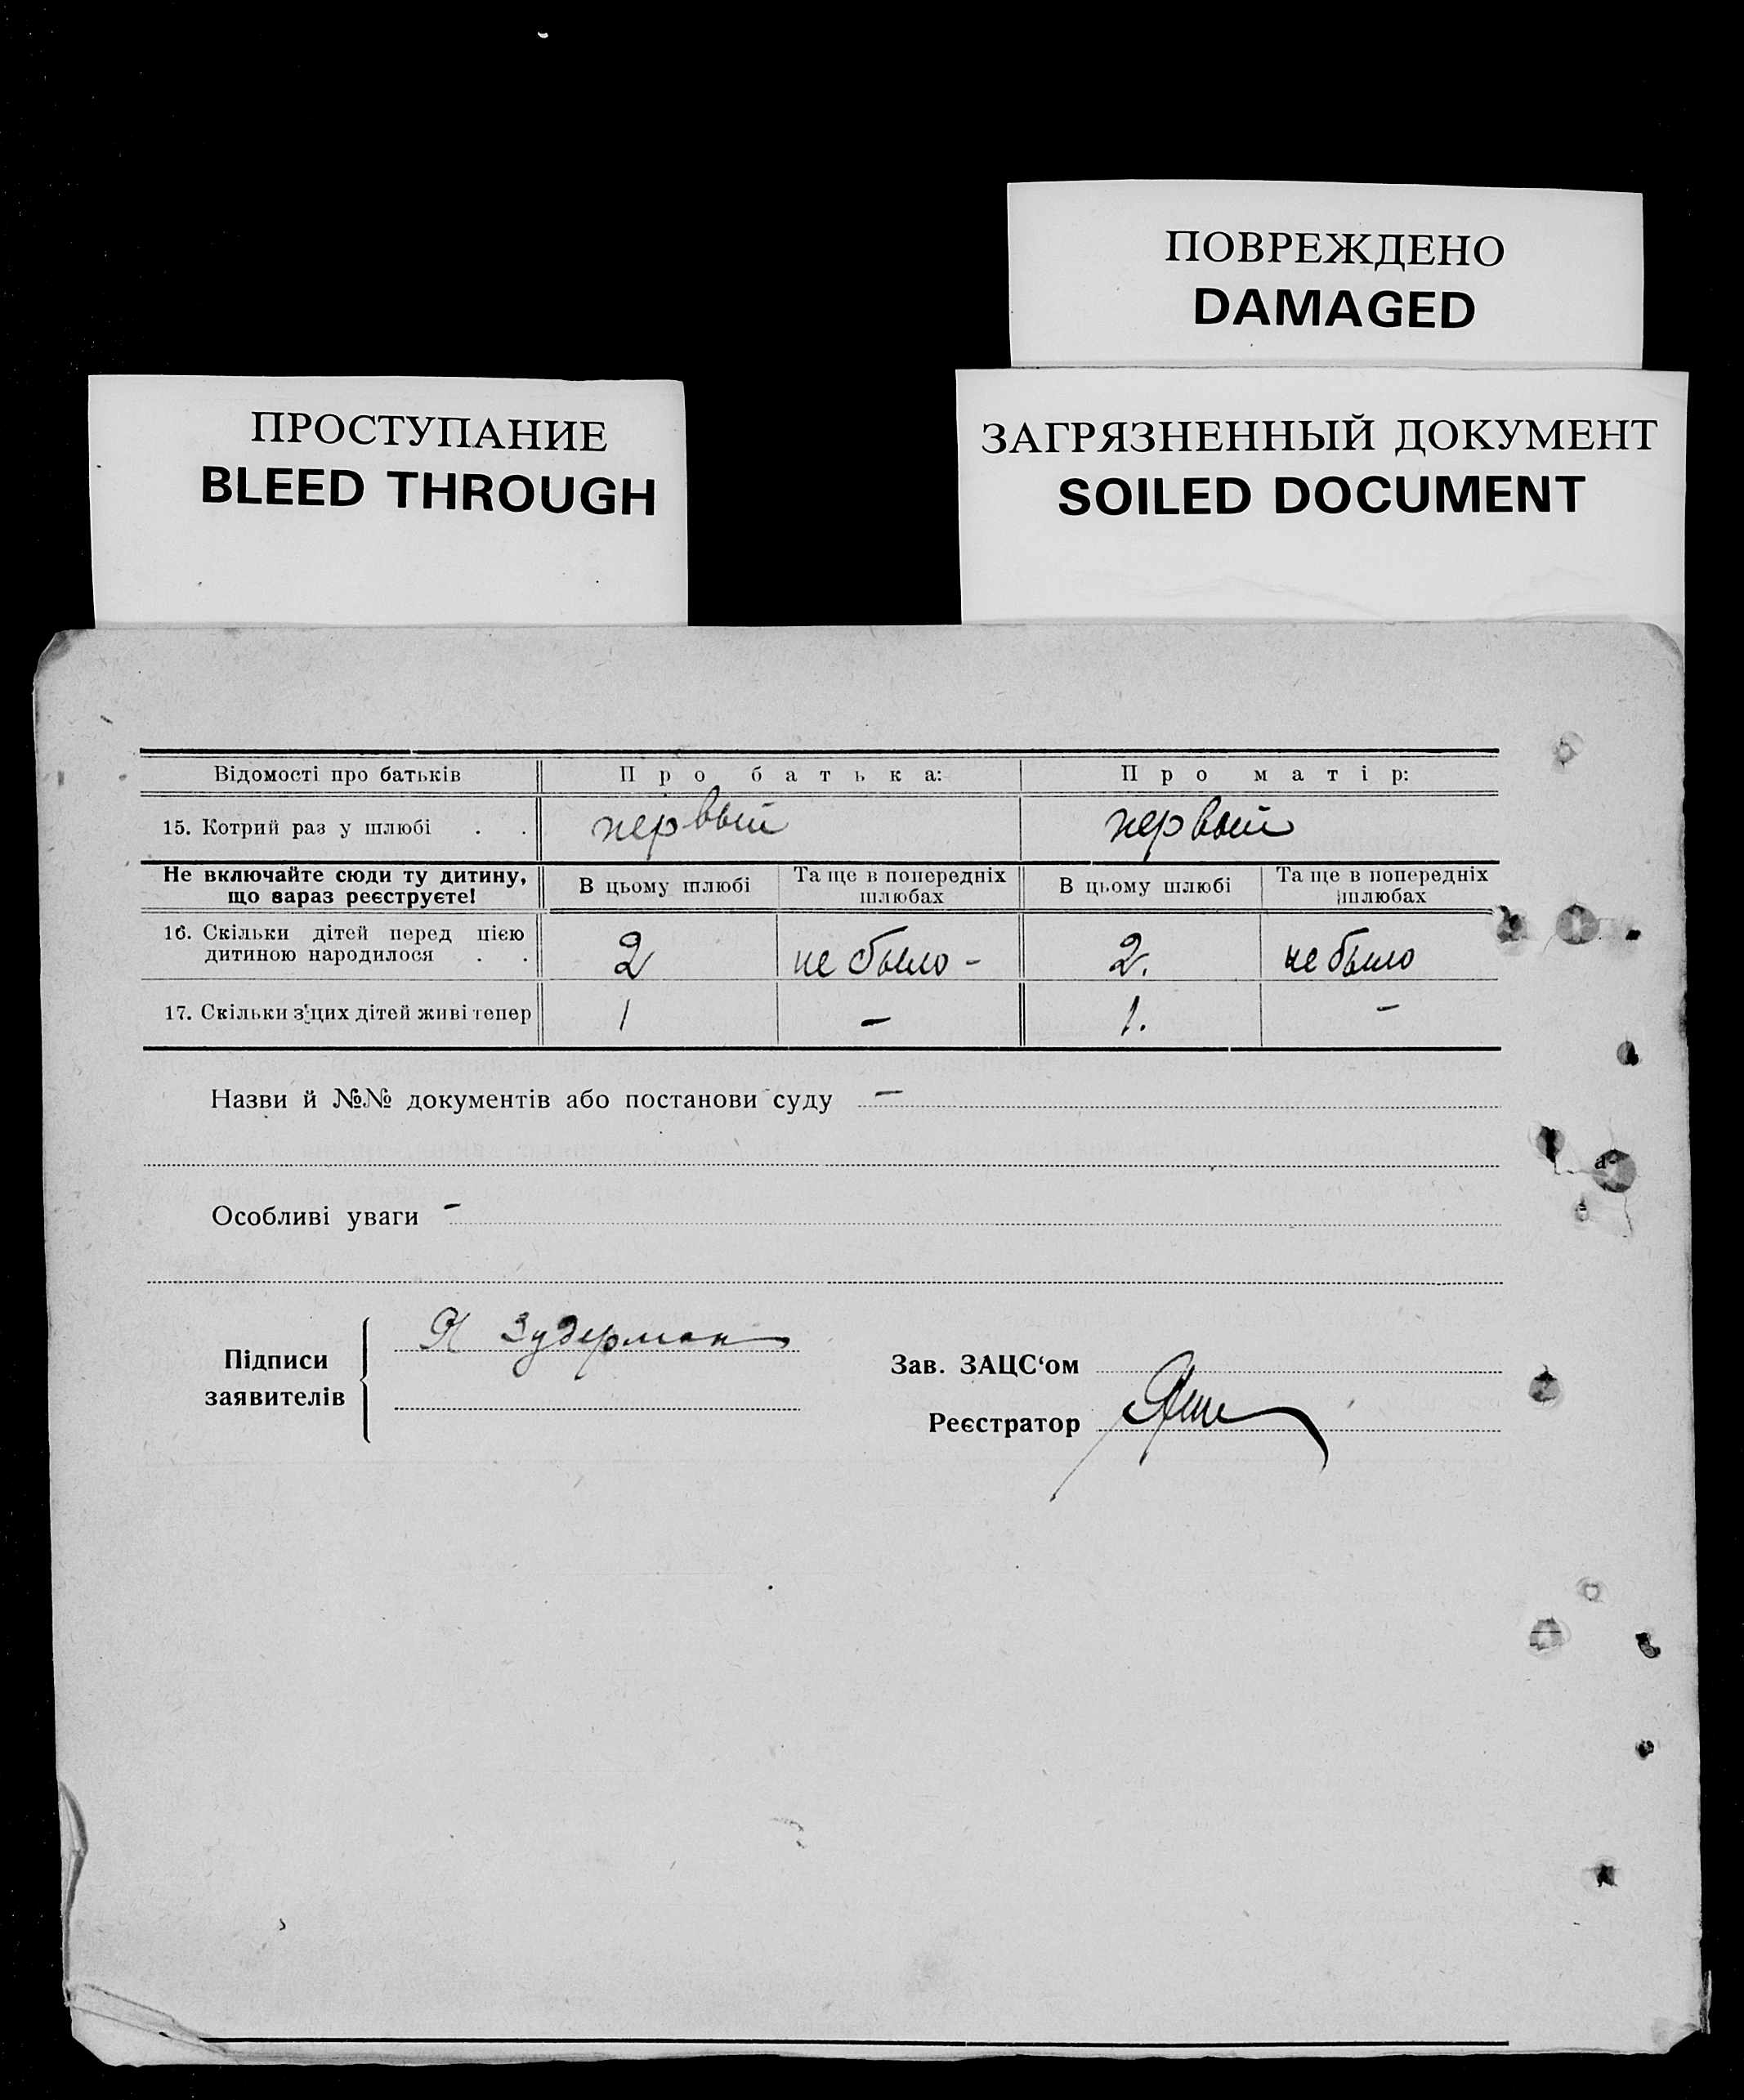 ПОВРЕЖДЕНО
DAMAGED
ПРОСТУПАНИЕ
BLEED THROUGH
ЗАГРЯЗНЕННЫЙ ДОКУМЕНТ
SOILED DOCUMENT
Відомості про батьків Про батька: Про матір:
15. Котрий раз у шлюбі . . первый первый
Не включайте сюди ту дитину, що зараз реєструєте! В цьому шлюбі Та ще в попередніх шлюбах В цьому шлюбі Та ще в попередніх шлюбах
16. Скільки дітей перед цією дитиною народилося . . 2 не было - 2. не было
17. Скільки з цих дітей живі тепер 1 — 1. —
Назви й №№ документів або постанови суду —
Особливі уваги —
Підписи заявителів
Зудерман
Зав. ЗАЦС'ом
Реєстратор